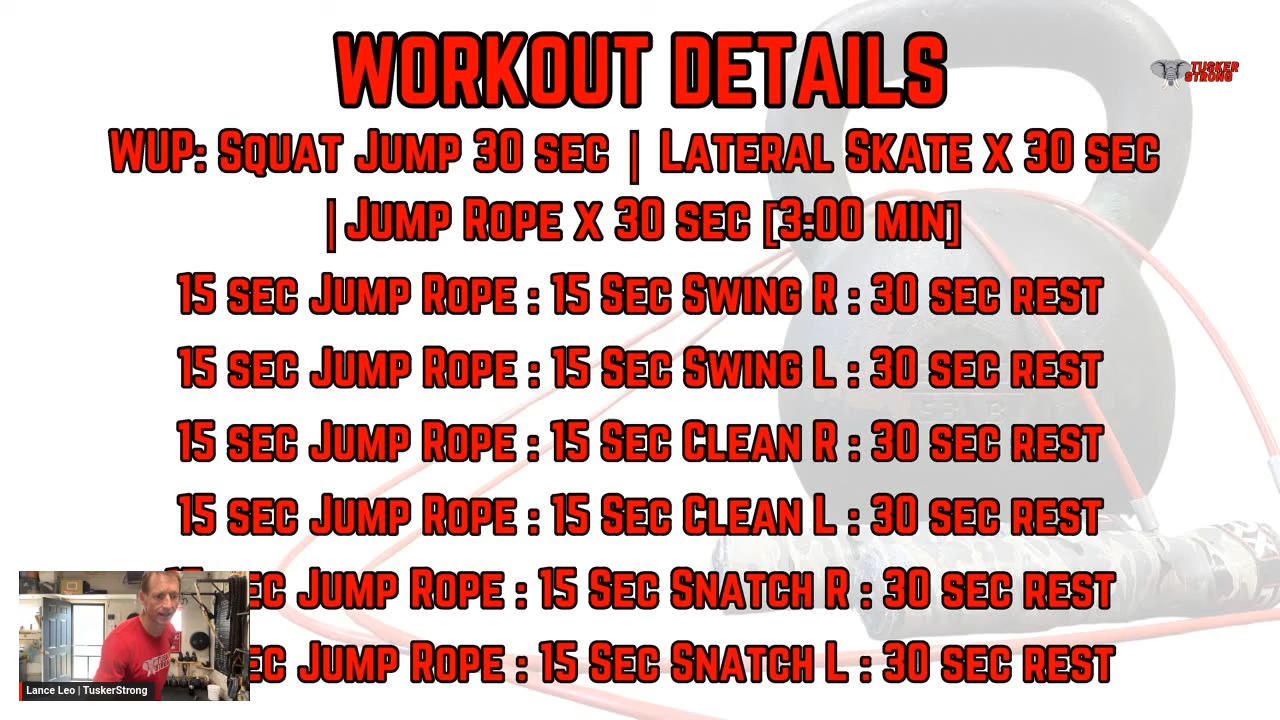 WORKOUT DETAILS
TUSKER
STRONG
WUP: Squat Jump 30 sec | Lateral Skate x 30 sec
| Jump Rope x 30 sec [3:00 min]
15 sec Jump Rope : 15 Sec Swing R : 30 sec rest
15 sec Jump Rope : 15 Sec Swing L : 30 sec rest
15 sec Jump Rope : 15 Sec Clean R : 30 sec rest
15 sec Jump Rope : 15 Sec Clean L : 30 sec rest
Jump Rope : 15 Sec Snatch R : 30 sec rest
Jump Rope : 15 Sec Snatch L : 30 sec rest
Lance Leo | TuskerStrong